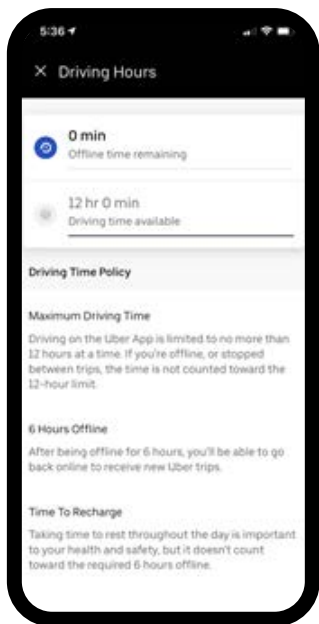 5:36
Driving Hours
0 min
Offline time remaining
12 hr 0 min
Driving time available
Driving Time Policy
Maximum Driving Time
Driving on the Uber App is limited to no more than
12 hours at a time. If you're offline, or stopped
between trips, the time is not counted toward the
12-hour limit.
6 Hours Offline
After being offline for 6 hours, you'll be able to go
back online to receive new Uber trips.
Time To Recharge
Taking time to rest throughout the day is important
to your health and safety, but it doesn't count
toward the required 6 hours offline.